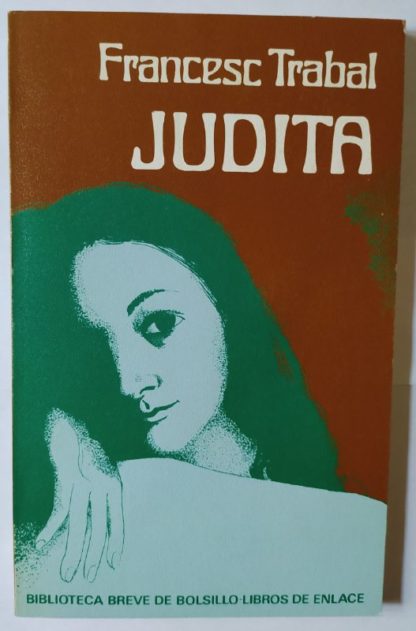 Francesc Trabal
JUDITA
BIBLIOTECA BREVE DE BOLSILLO-LIBROS DE ENLACE